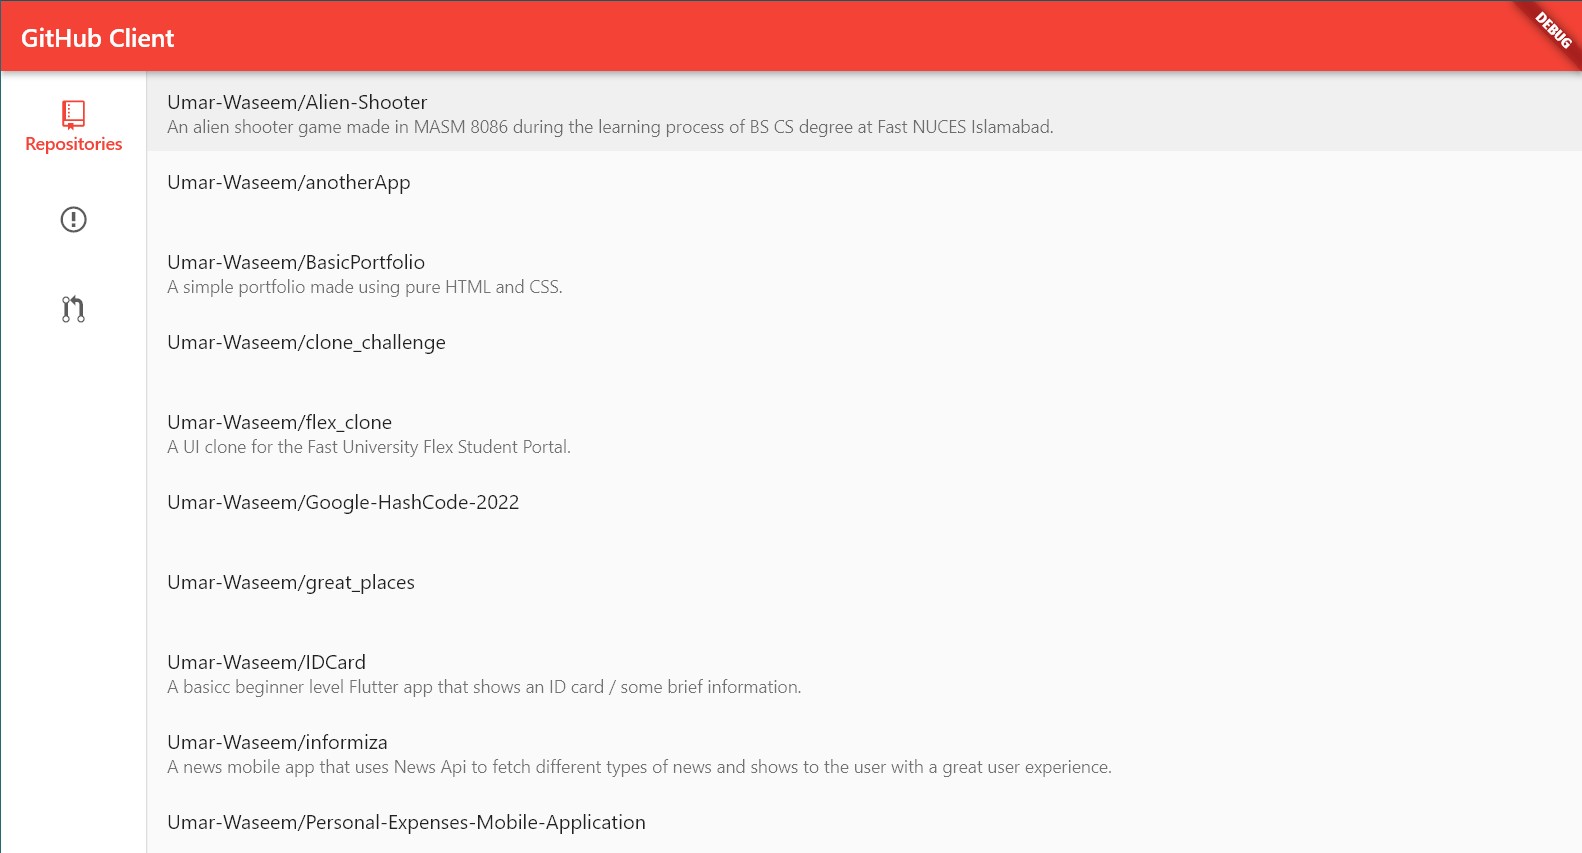 GitHub Client
DEBUG
Repositories
Umar-Waseem/Alien-Shooter
An alien shooter game made in MASM 8086 during the learning process of BS CS degree at Fast NUCES Islamabad.
Umar-Waseem/anotherApp
Umar-Waseem/BasicPortfolio
A simple portfolio made using pure HTML and CSS.
Umar-Waseem/clone_challenge
Umar-Waseem/flex_clone
A UI clone for the Fast University Flex Student Portal.
Umar-Waseem/Google-HashCode-2022
Umar-Waseem/great_places
Umar-Waseem/IDCard
A basicc beginner level Flutter app that shows an ID card / some brief information.
Umar-Waseem/informiza
A news mobile app that uses News Api to fetch different types of news and shows to the user with a great user experience.
Umar-Waseem/Personal-Expenses-Mobile-Application